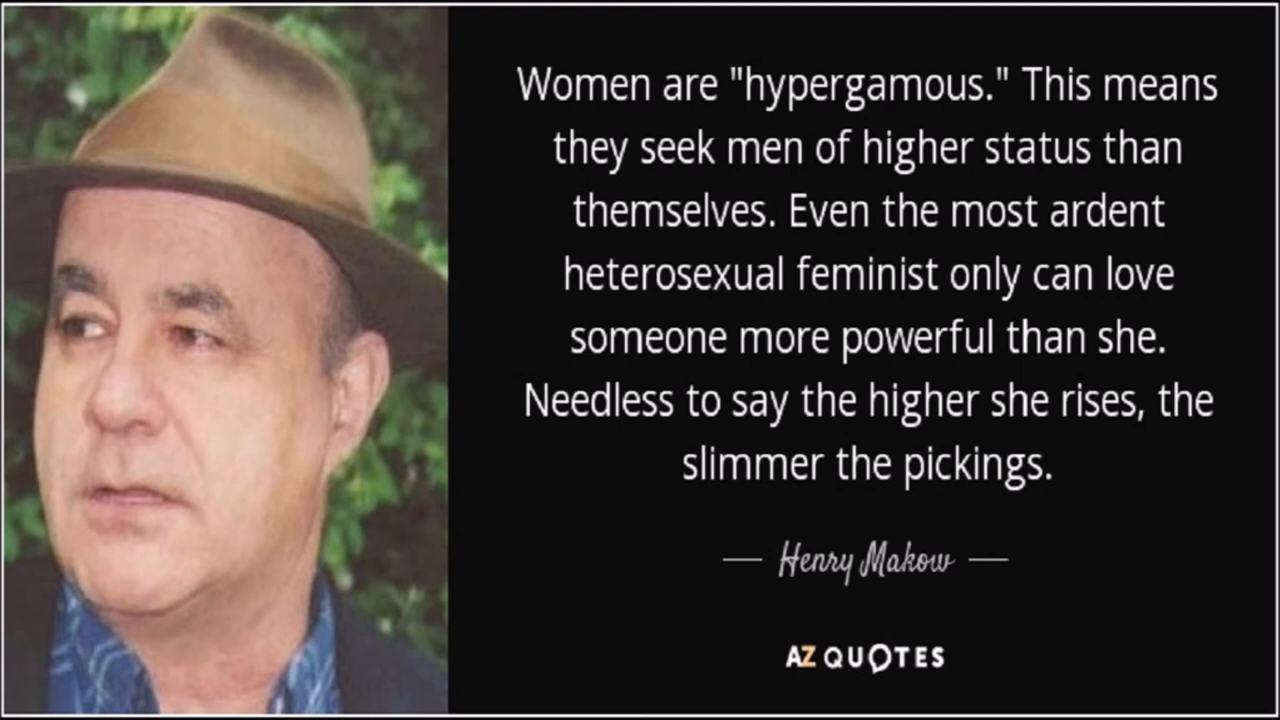 Women are "hypergamous." This means
they seek men of higher status than
themselves. Even the most ardent
heterosexual feminist only can love
someone more powerful than she.
Needless to say the higher she rises, the
slimmer the pickings.
— Henry Makow —
AZ QUOTES